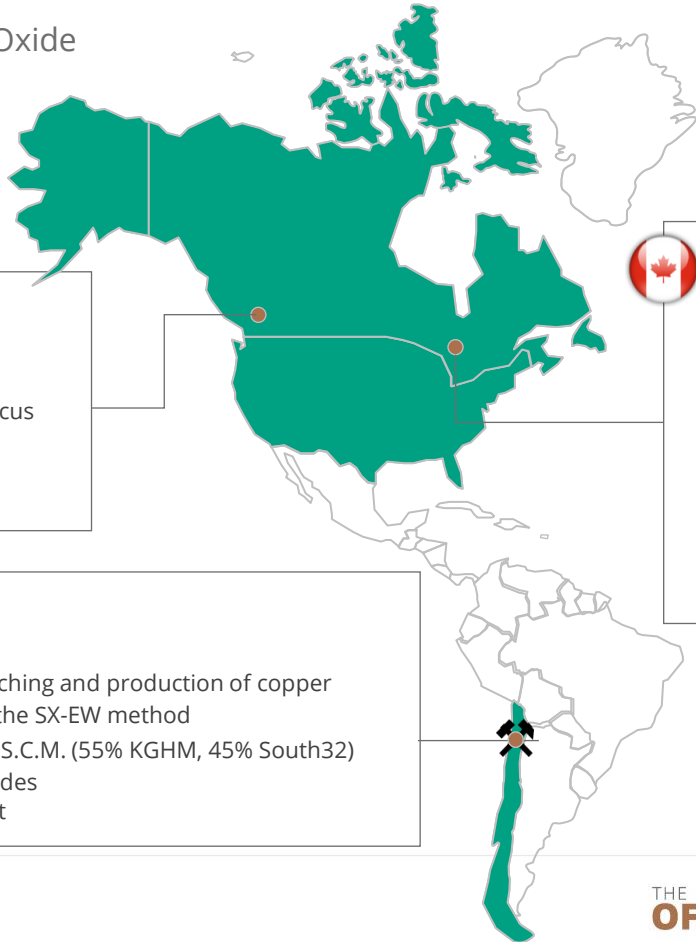 Oxide
cus
ching and production of copper
the SX-EW method
S.C.M. (55% KGHM, 45% South32)
des
t
THE
OF